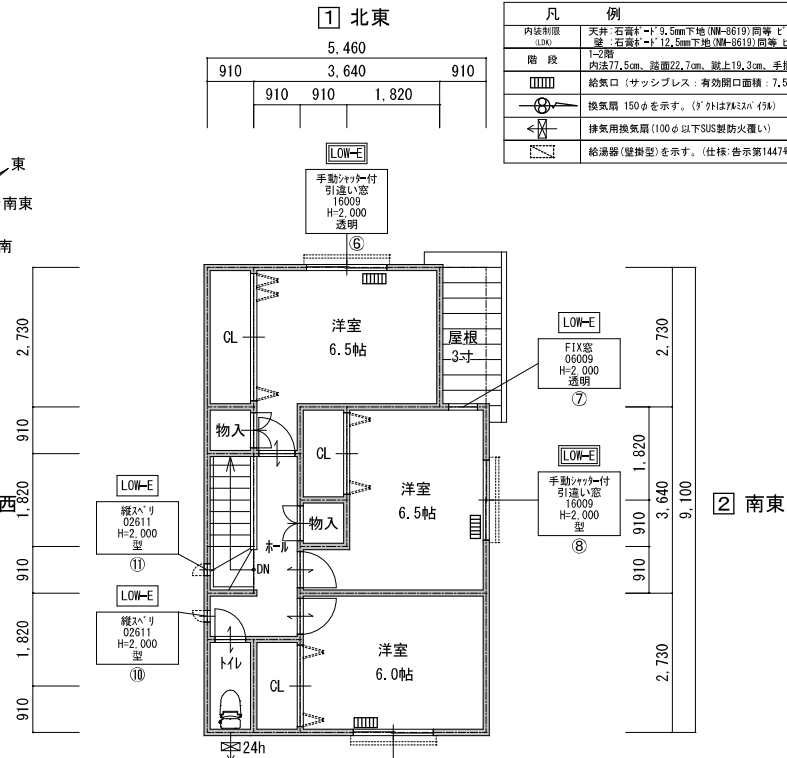 1 北東
5,460
910 3,640 910
910 910 1,820
凡 例
内装制限
(LDK)
天井:石膏ボード9.5mm下地(NM-8619)同等
壁 :石膏ボード12.5mm下地(NM-8619)同等
階 段
1-2階
内法77.5cm、踏面22.7cm、蹴上19.3cm、手
給気口 (サッシブレス:有効開口面積:7.5
換気扇 150φを示す。(ダクトはアルミスパイラル)
排気用換気扇(100φ以下SUS製防火覆い)
給湯器(壁掛型)を示す。(仕様:告示第1447号
東
南東
南
西
LOW-E
手動シャッター付
引違い窓
16009
H=2,000
透明
⑥
洋室
6.5帖
CL
屋根
3寸
LOW-E
FIX窓
06009
H=2,000
透明
⑦
物入
CL
洋室
6.5帖
LOW-E
手動シャッター付
引違い窓
16009
H=2,000
型
⑧
2 南東
物入
ホール
DN
LOW-E
縦スベリ
02611
H=2,000
型
⑪
LOW-E
縦スベリ
02611
H=2,000
型
⑩
トイレ
CL
洋室
6.0帖
24h
2,730
910
1,820
910
1,820
910
2,730
1,820
910
910
3,640
2,730
9,100